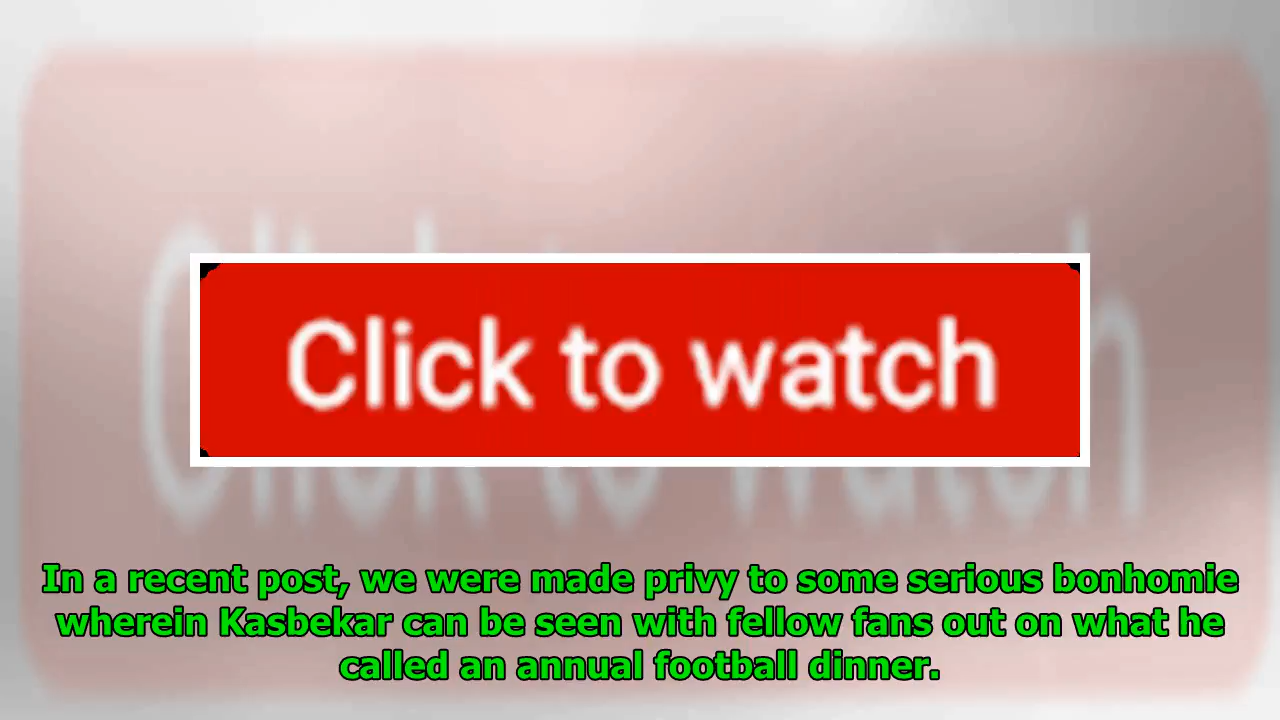 Click to watch
In a recent post, we were made privy to some serious bonhomie
wherein Kasbekar can be seen with fellow fans out on what he
called an annual football dinner.